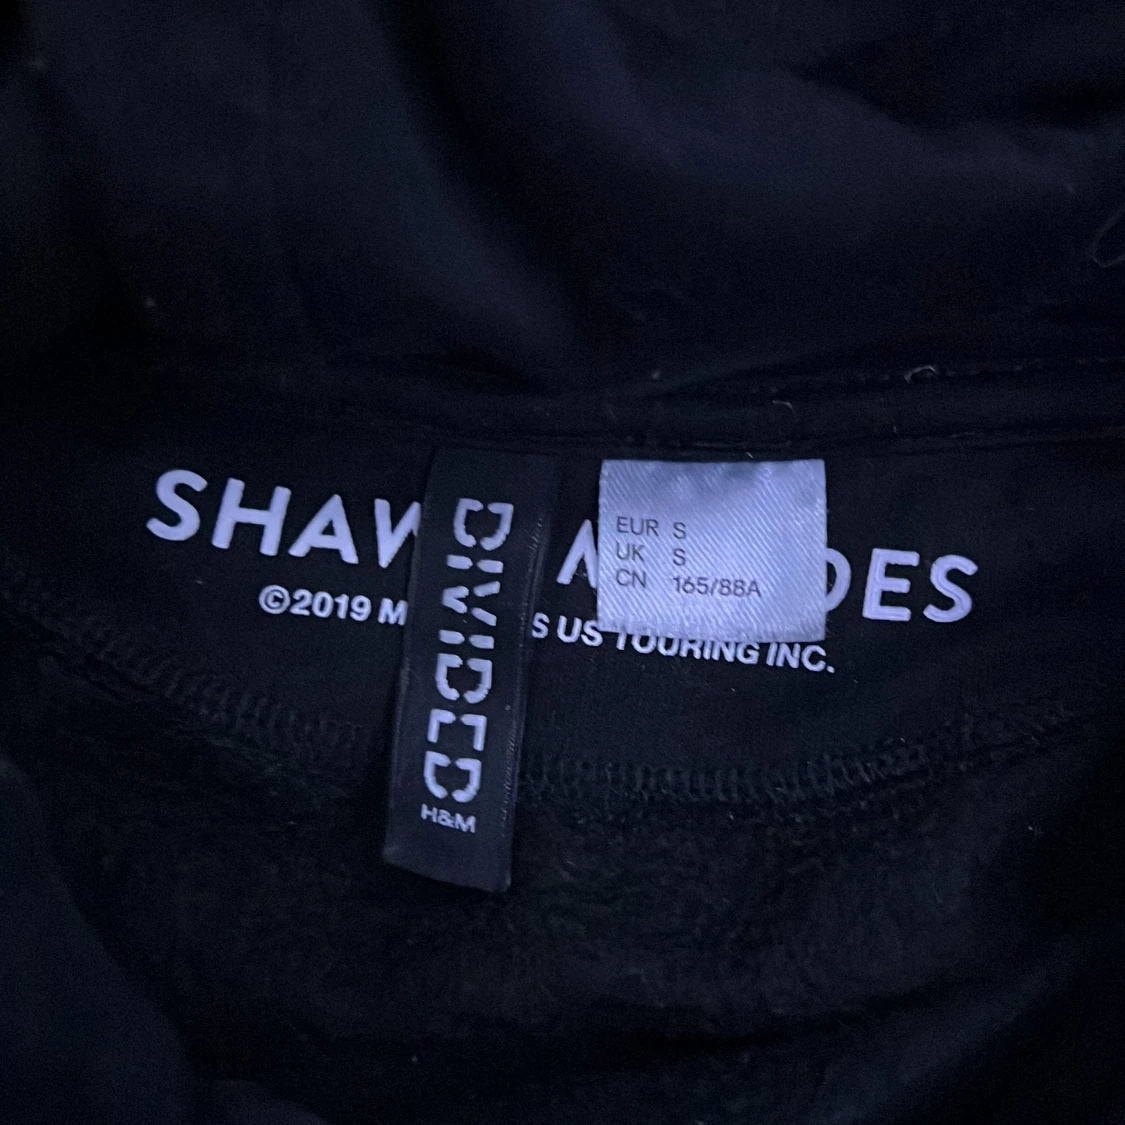 SHAW
DES
©2019 M
S US TOURING INC.
DIVIDED
H&M
EUR S
UK S
CN 165/88A